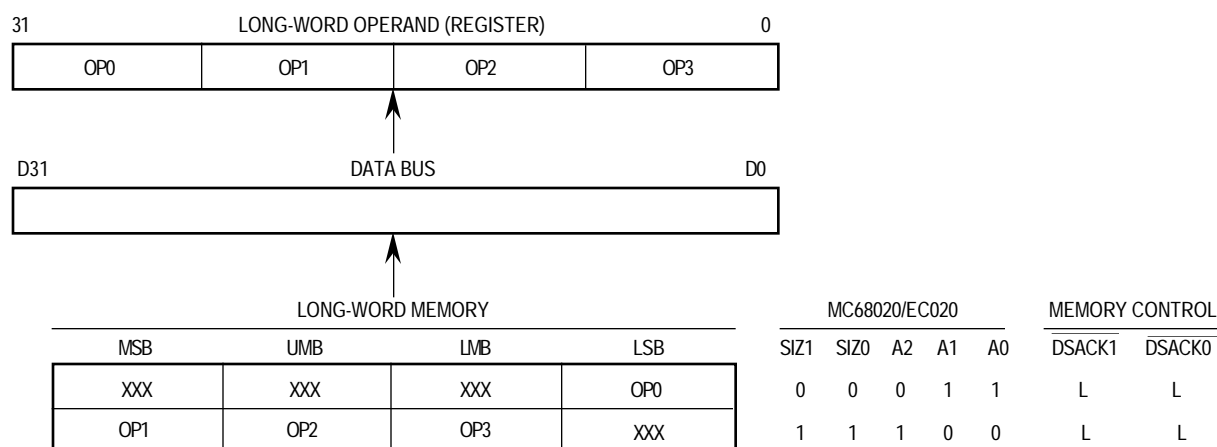 31 LONG-WORD OPERAND (REGISTER) 0
OP0 OP1 OP2 OP3
D31 DATA BUS D0
LONG-WORD MEMORY MC68020/EC020 MEMORY CONTROL
MSB UMB LMB LSB SIZ1 SIZ0 A2 A1 A0 DSACK1 DSACK0
XXX XXX XXX OP0 0 0 0 1 1 L L
OP1 OP2 OP3 XXX 1 1 1 0 0 L L